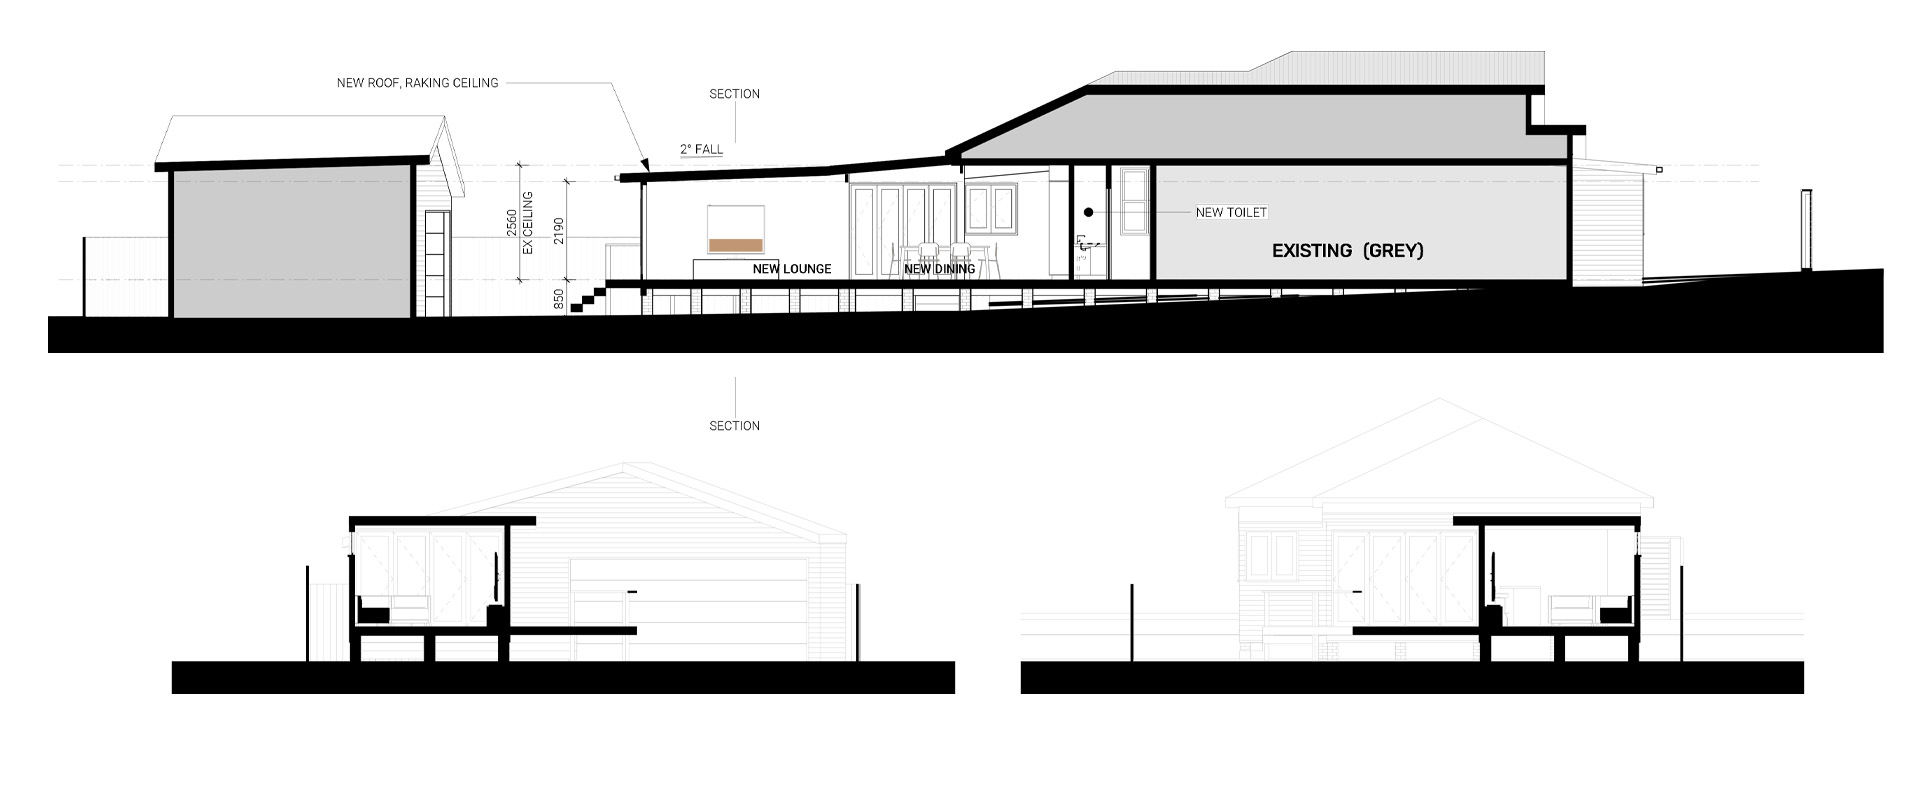 NEW ROOF, RAKING CEILING
SECTION
2° FALL
2560
EX CEILING
2190
NEW TOILET
EXISTING (GREY)
NEW LOUNGE
NEW DINING
850
SECTION